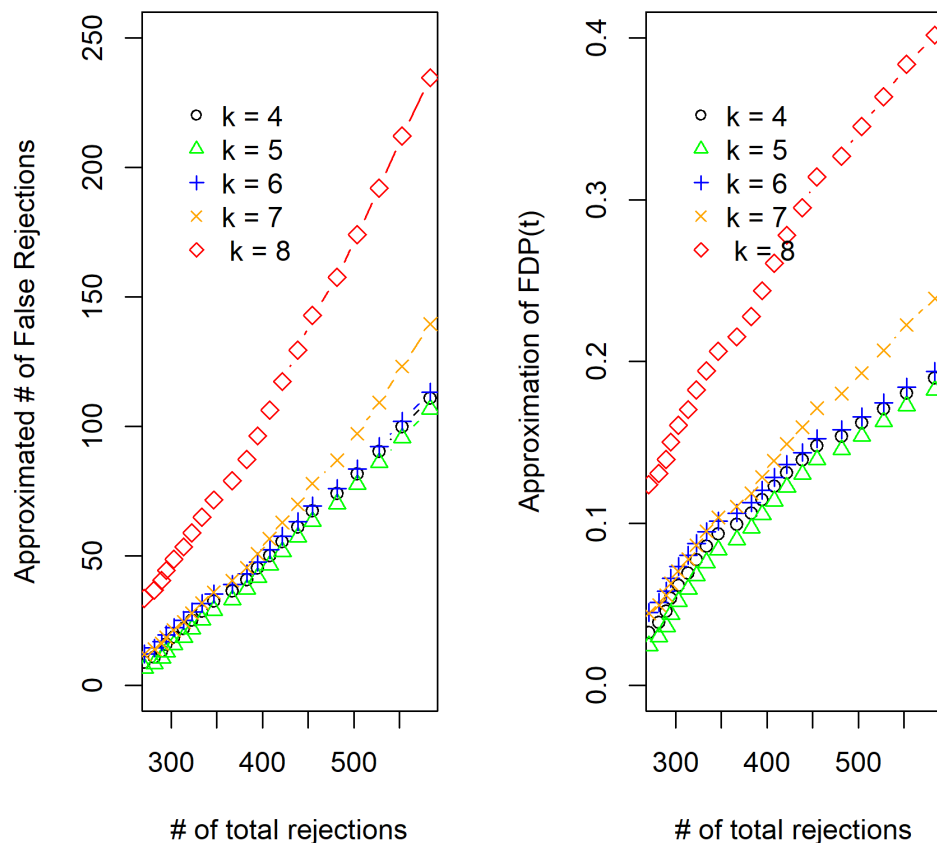 Approximated # of False Rejections
250
200
150
100
50
0
k = 4
k = 5
k = 6
k = 7
k = 8
300
400
500
# of total rejections
Approximation of FDP(t)
0.4
0.3
0.2
0.1
0.0
k = 4
k = 5
k = 6
k = 7
k = 8
300
400
500
# of total rejections